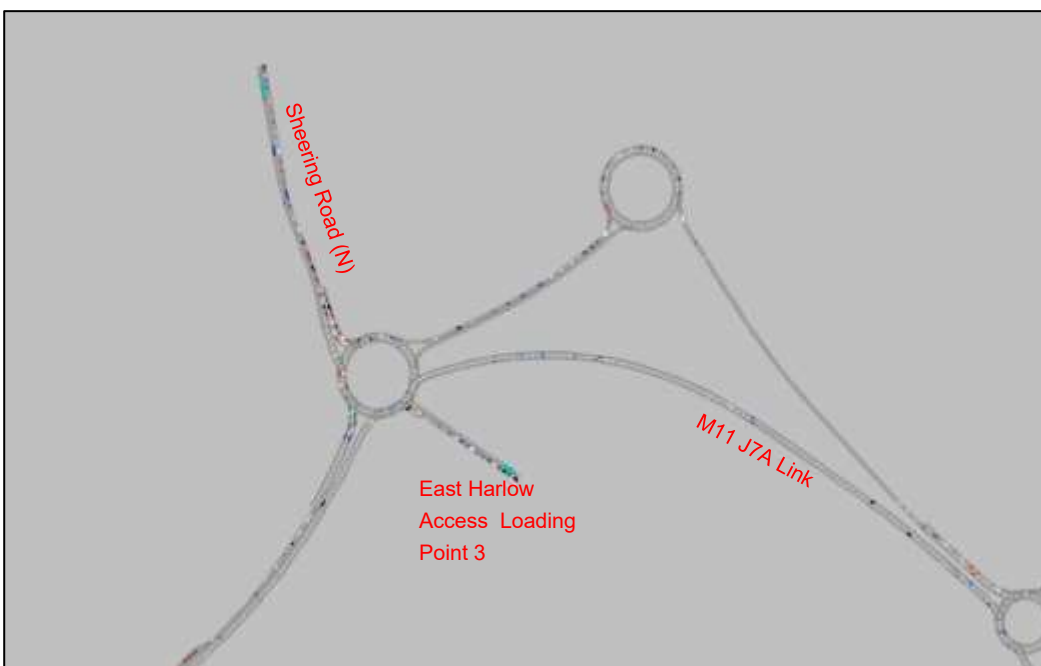 Sheering Road (N)
M11 J7A Link
East Harlow
Access Loading
Point 3